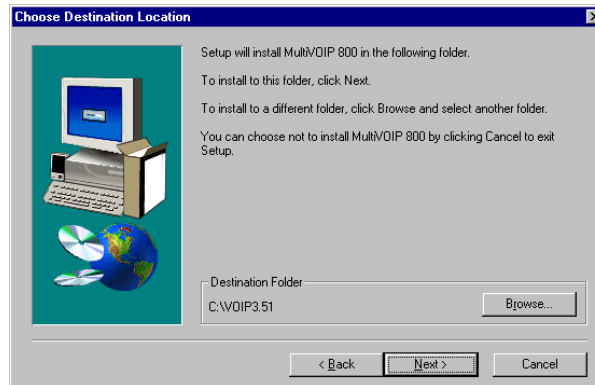 Choose Destination Location
Setup will install MultiVOIP 800 in the following folder.
To install to this folder, click Next.
To install to a different folder, click Browse and select another folder.
You can choose not to install MultiVOIP 800 by clicking Cancel to exit
Setup.
Destination Folder
C:\VOIP3.51
Browse...
< Back
Next >
Cancel